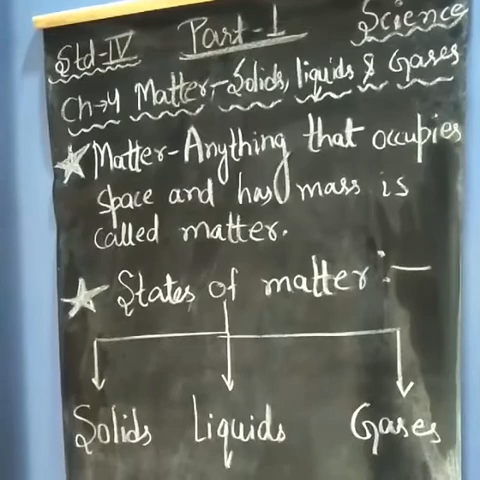 Std-IV Part-1 Science
Ch→4 Matter-Solids, liquids & Gases
★ Matter-Anything that occupies
space and has mass is
called matter.
★ States of matter:—
Solids Liquids Gases